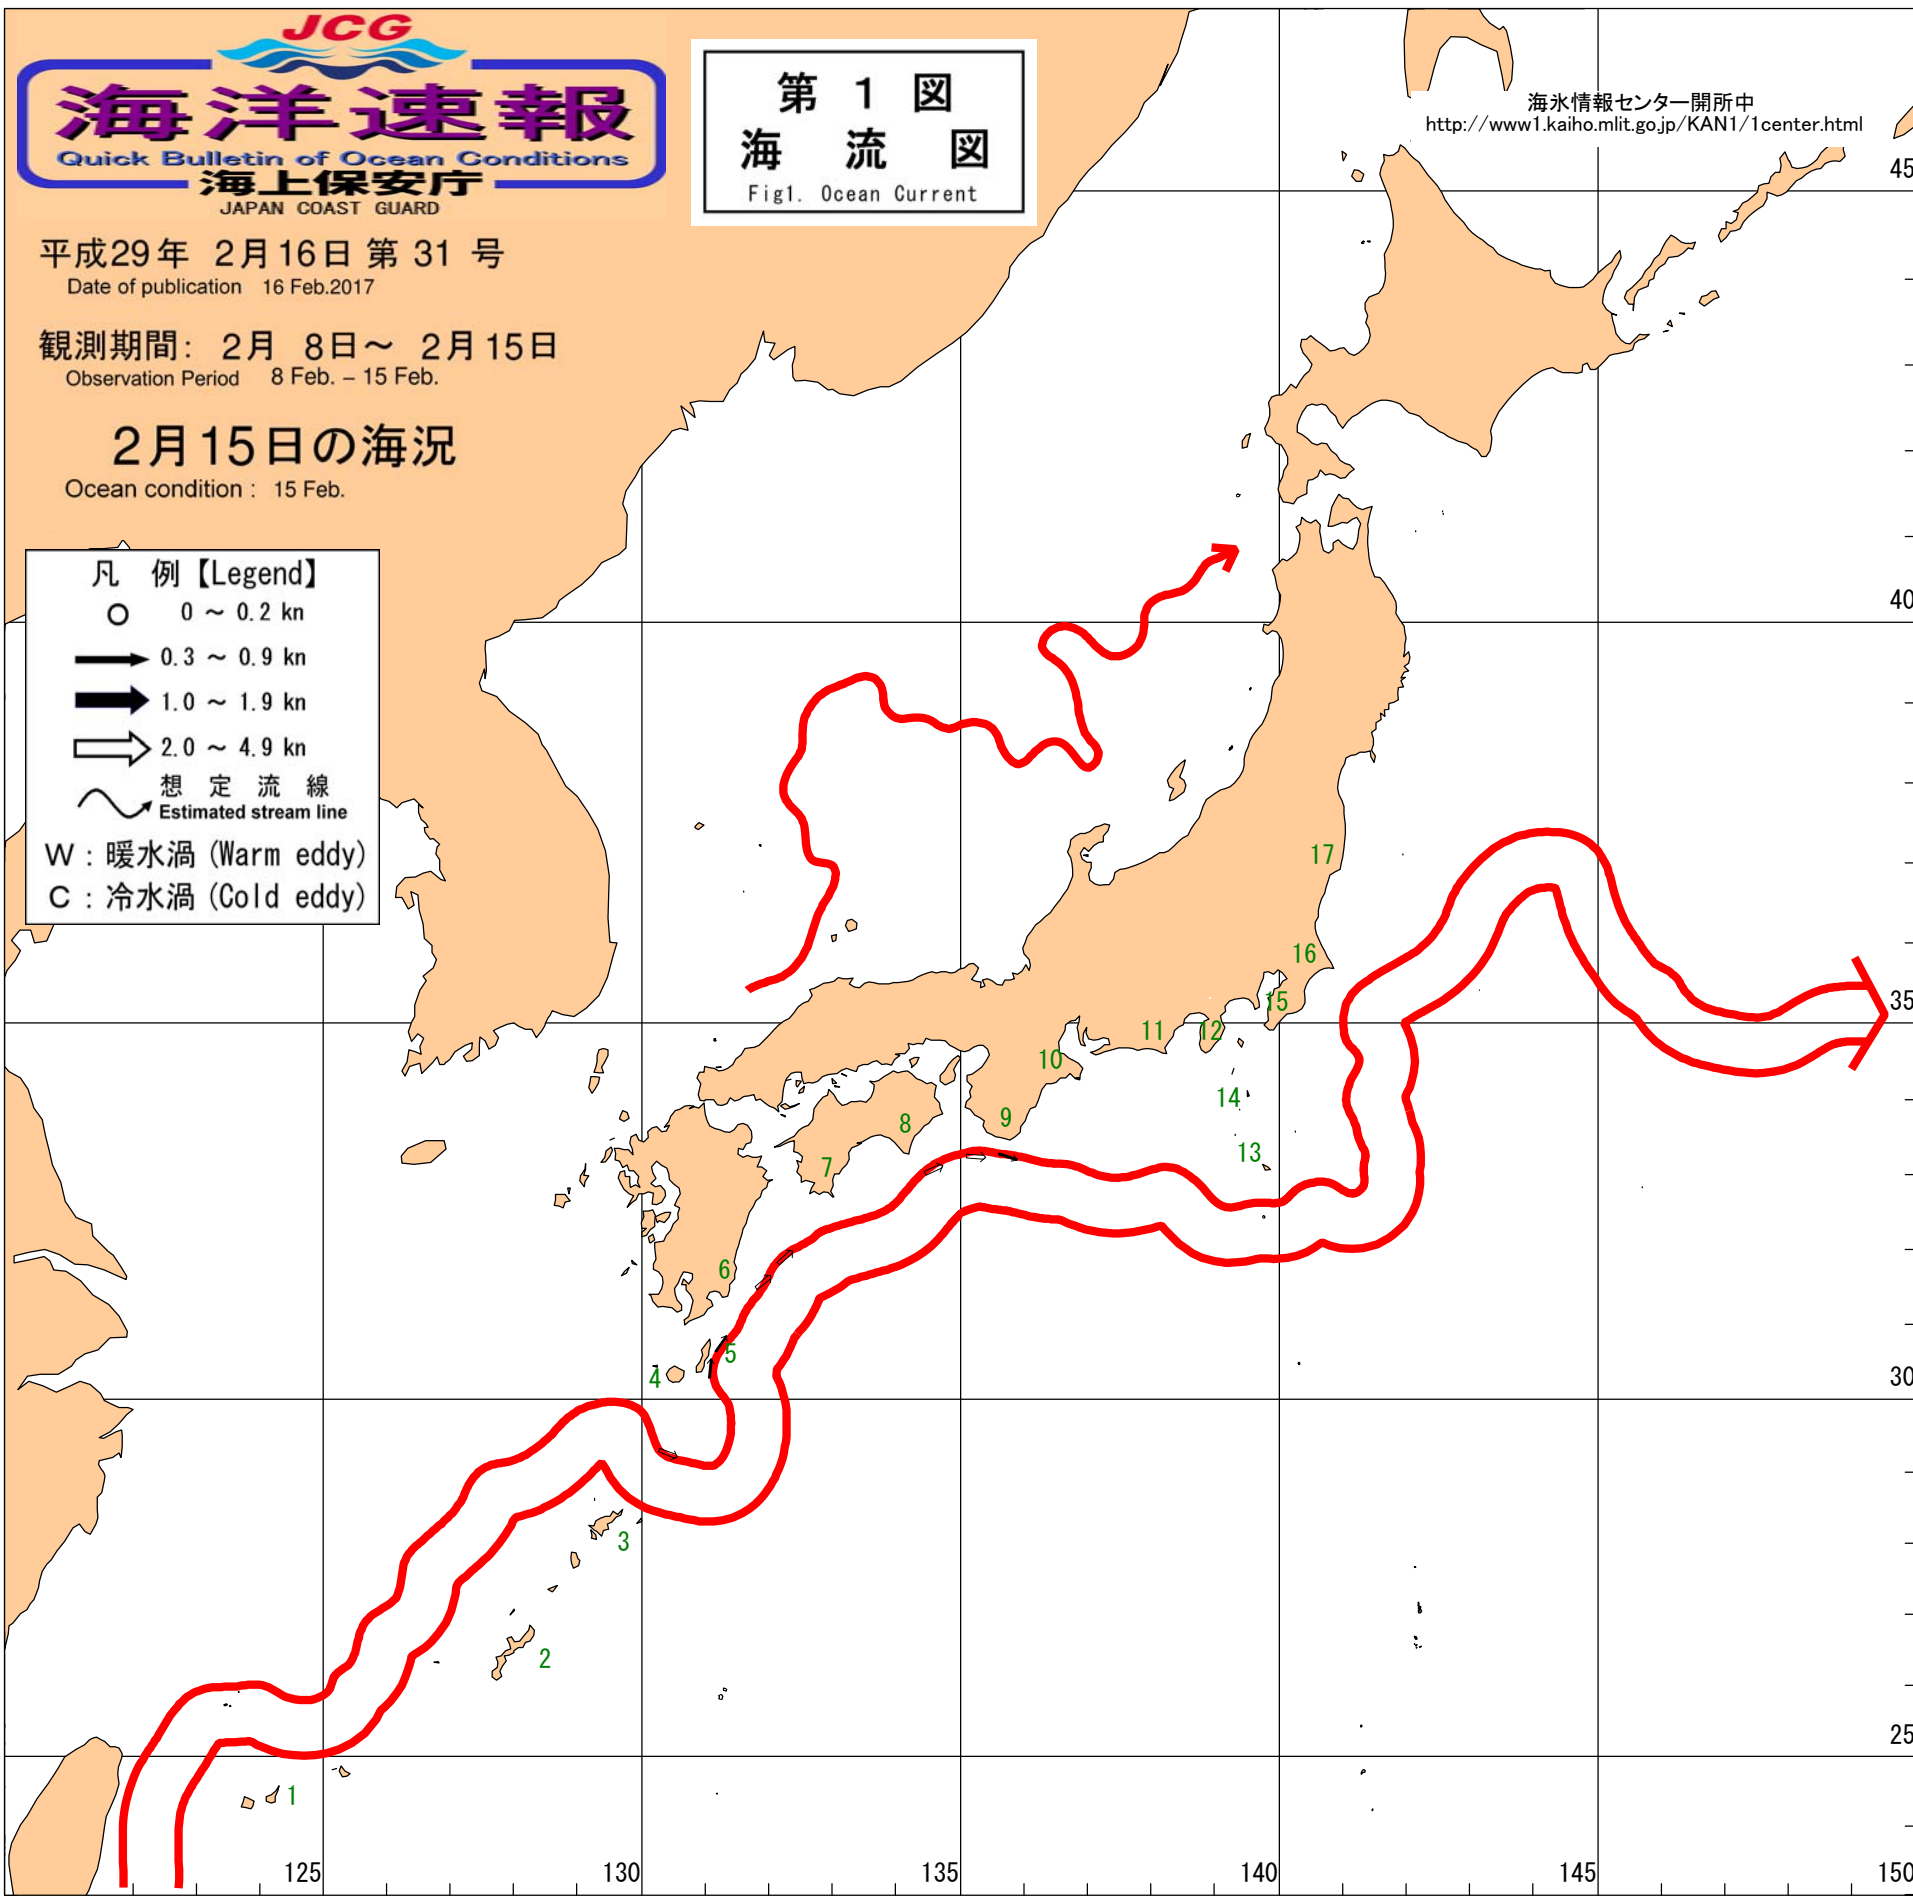 JCG
海洋速報
Quick Bulletin of Ocean Conditions
海上保安庁
JAPAN COAST GUARD
第 1 図
海 流 図
Fig1. Ocean Current
海氷情報センター開所中
http://www1.kaiho.mlit.go.jp/KAN1/1center.html
平成29年 2月16日 第 31 号
Date of publication 16 Feb.2017
観測期間: 2月 8日～ 2月15日
Observation Period 8 Feb. – 15 Feb.
2月15日の海況
Ocean condition : 15 Feb.
凡 例【Legend】
0 ～ 0.2 kn
0.3 ～ 0.9 kn
1.0 ～ 1.9 kn
2.0 ～ 4.9 kn
想 定 流 線
Estimated stream line
W : 暖水渦 (Warm eddy)
C : 冷水渦 (Cold eddy)
45
40
17
16
35
15
12
11
10
14
9
8
13
7
6
5
4
30
3
2
25
1
125
130
135
140
145
150